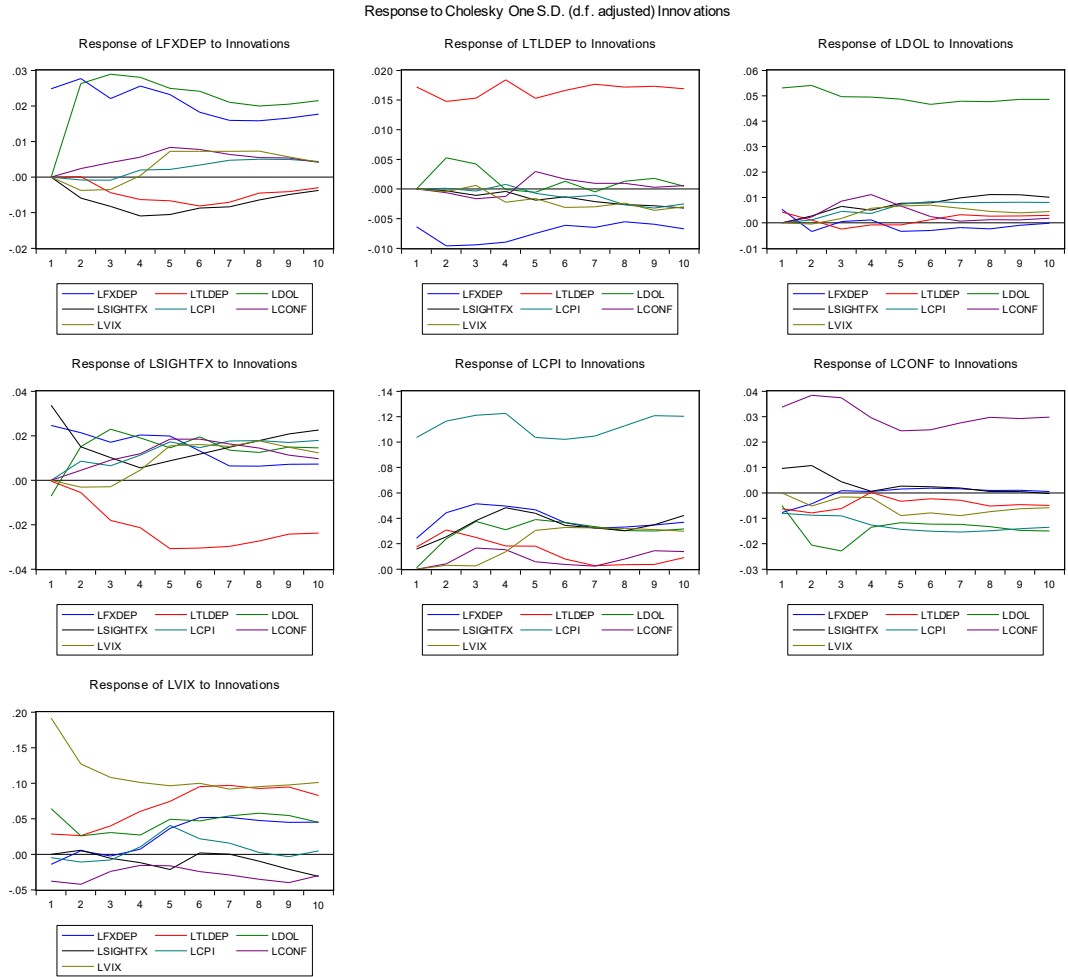 Response to Cholesky One S.D. (d.f. adjusted) Innovations
Response of LFXDEP to Innovations
.03
.02
.01
.00
-.01
-.02
1 2 3 4 5 6 7 8 9 10
LFXDEP LTLDEP LDOL
LSIGHTFX LCPI LCONF
LVIX
Response of LTLDEP to Innovations
.020
.015
.010
.005
.000
-.005
-.010
1 2 3 4 5 6 7 8 9 10
LFXDEP LTLDEP LDOL
LSIGHTFX LCPI LCONF
LVIX
Response of LDOL to Innovations
.06
.05
.04
.03
.02
.01
.00
-.01
1 2 3 4 5 6 7 8 9 10
LFXDEP LTLDEP LDOL
LSIGHTFX LCPI LCONF
LVIX
Response of LSIGHTFX to Innovations
.04
.02
.00
-.02
-.04
1 2 3 4 5 6 7 8 9 10
LFXDEP LTLDEP LDOL
LSIGHTFX LCPI LCONF
LVIX
Response of LCPI to Innovations
.14
.12
.10
.08
.06
.04
.02
.00
1 2 3 4 5 6 7 8 9 10
LFXDEP LTLDEP LDOL
LSIGHTFX LCPI LCONF
LVIX
Response of LCONF to Innovations
.04
.03
.02
.01
.00
-.01
-.02
-.03
1 2 3 4 5 6 7 8 9 10
LFXDEP LTLDEP LDOL
LSIGHTFX LCPI LCONF
LVIX
Response of LVIX to Innovations
.20
.15
.10
.05
.00
-.05
1 2 3 4 5 6 7 8 9 10
LFXDEP LTLDEP LDOL
LSIGHTFX LCPI LCONF
LVIX